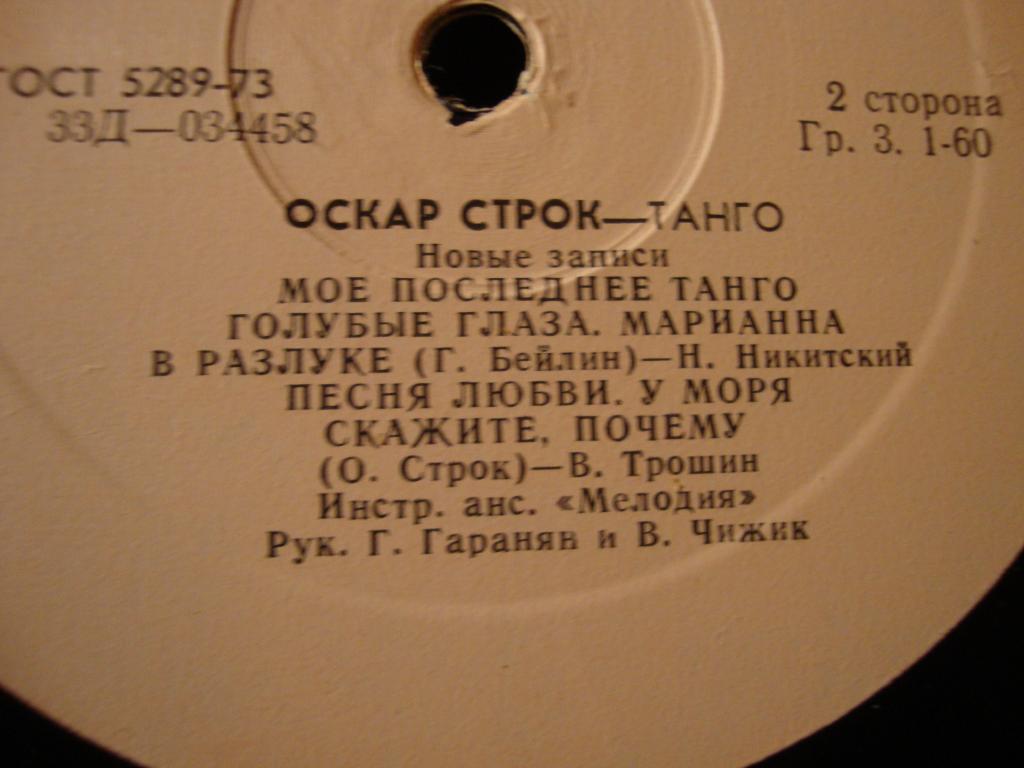 ГОСТ 5289-73
33Д—034458
2 сторона
Гр. 3. 1-60
ОСКАР СТРОК—ТАНГО
Новые записи
МОЕ ПОСЛЕДНЕЕ ТАНГО
ГОЛУБЫЕ ГЛАЗА. МАРИАННА
В РАЗЛУКЕ (Г. Бейлин)—Н. Никитский
ПЕСНЯ ЛЮБВИ. У МОРЯ
СКАЖИТЕ, ПОЧЕМУ
(О. Строк)—В. Трошин
Инстр. анс. «Мелодия»
Рук. Г. Гаранян и В. Чижик